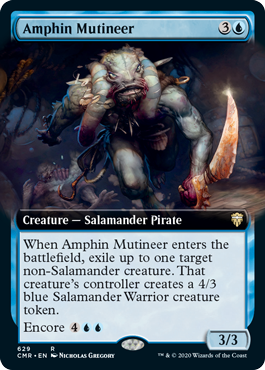 Amphin Mutineer 3
Creature — Salamander Pirate
When Amphin Mutineer enters the
battlefield, exile up to one target
non-Salamander creature. That
creature's controller creates a 4/3
blue Salamander Warrior creature
token.
Encore 4
3/3
629 R
CMR • EN NICHOLAS GREGORY
™ & © 2020 Wizards of the Coast